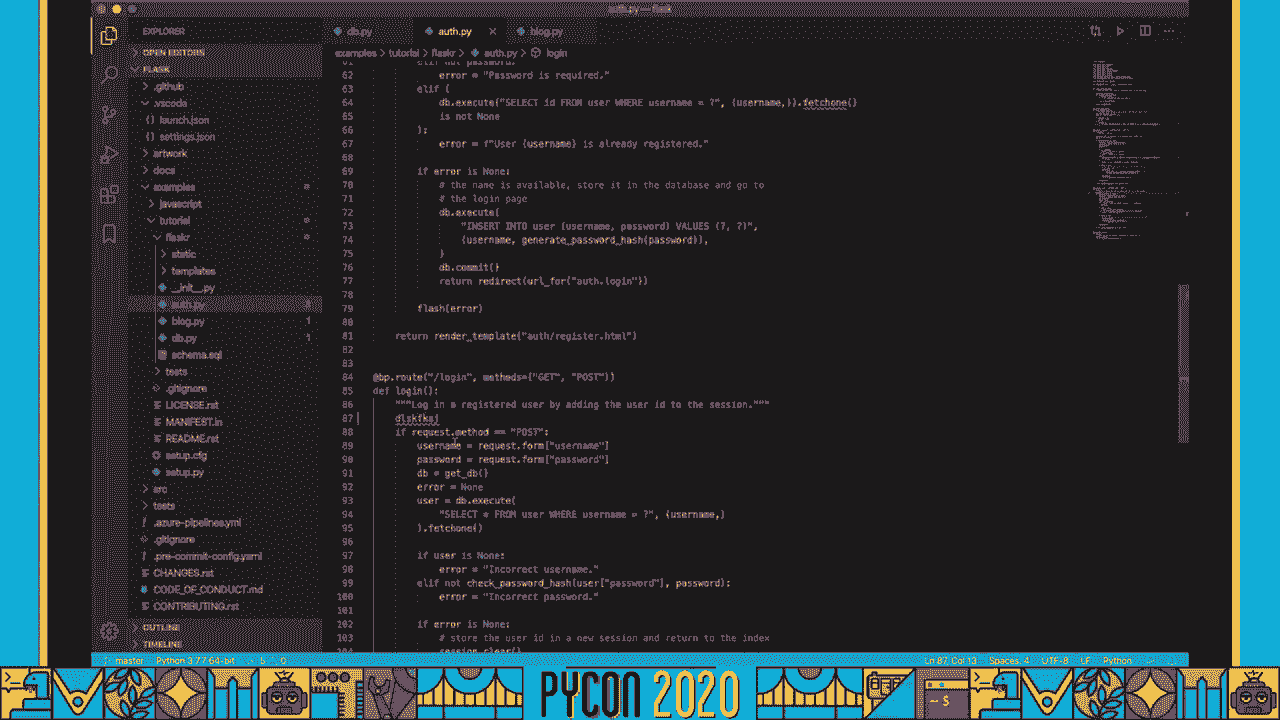 auth.py — flask
EXPLORER
OPEN EDITORS
FLASK
.github
.vscode
launch.json
settings.json
artwork
docs
examples
javascript
tutorial
flaskr
static
templates
__init__.py
auth.py
blog.py 1
db.py 1
schema.sql
tests
.gitignore
LICENSE.rst
MANIFEST.in
README.rst
setup.cfg
setup.py
src
tests
.azure-pipelines.yml
.gitignore
.pre-commit-config.yaml
CHANGES.rst
CODE_OF_CONDUCT.md
CONTRIBUTING.rst
OUTLINE
TIMELINE
db.py auth.py blog.py
examples > tutorial > flaskr > auth.py > login
61 elif not password:
62 error = "Password is required."
63 elif (
64 db.execute("SELECT id FROM user WHERE username = ?", (username,)).fetchone()
65 is not None
66 ):
67 error = f"User {username} is already registered."
68
69 if error is None:
70 # the name is available, store it in the database and go to
71 # the login page
72 db.execute(
73 "INSERT INTO user (username, password) VALUES (?, ?)",
74 (username, generate_password_hash(password)),
75 )
76 db.commit()
77 return redirect(url_for("auth.login"))
78
79 flash(error)
80
81 return render_template("auth/register.html")
82
83
84 @bp.route("/login", methods=("GET", "POST"))
85 def login():
86 """Log in a registered user by adding the user id to the session."""
87
88 if request.method == "POST":
89 username = request.form["username"]
90 password = request.form["password"]
91 db = get_db()
92 error = None
93 user = db.execute(
94 "SELECT * FROM user WHERE username = ?", (username,)
95 ).fetchone()
96
97 if user is None:
98 error = "Incorrect username."
99 elif not check_password_hash(user["password"], password):
100 error = "Incorrect password."
101
102 if error is None:
103 # store the user id in a new session and return to the index
104 session.clear()
master Python 3.7.7 64-bit Ln 87, Col 13 Spaces: 4 UTF-8 LF Python
PYCON 2020
~ $